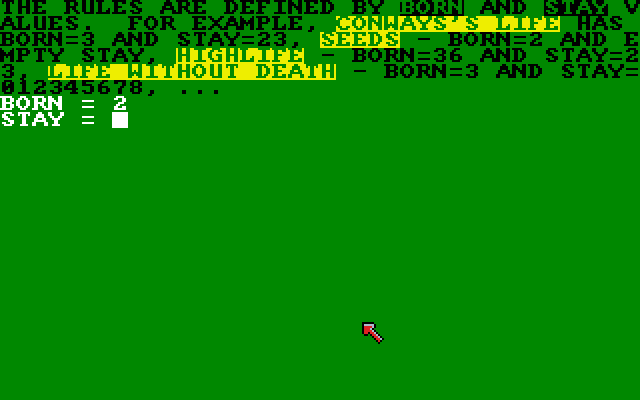 THE RULES ARE DEFINED BY BORN AND STAY V
ALUES.  FOR EXAMPLE, CONWAYS'S LIFE HAS
BORN=3 AND STAY=23, SEEDS - BORN=2 AND E
MPTY STAY, HIGHLIFE - BORN=36 AND STAY=2
3, LIFE WITHOUT DEATH - BORN=3 AND STAY=
012345678, ...
BORN = 2
STAY =